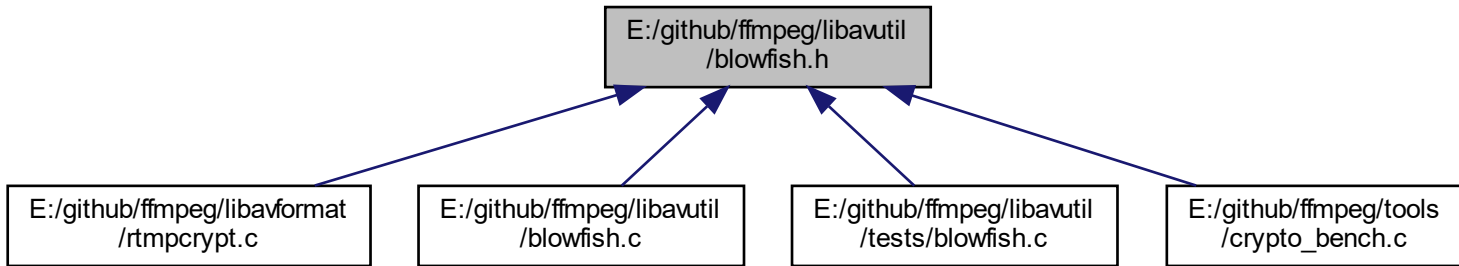 E:/github/ffmpeg/libavutil
/blowfish.h
E:/github/ffmpeg/libavformat
/rtmpcrypt.c
E:/github/ffmpeg/libavutil
/blowfish.c
E:/github/ffmpeg/libavutil
/tests/blowfish.c
E:/github/ffmpeg/tools
/crypto_bench.c